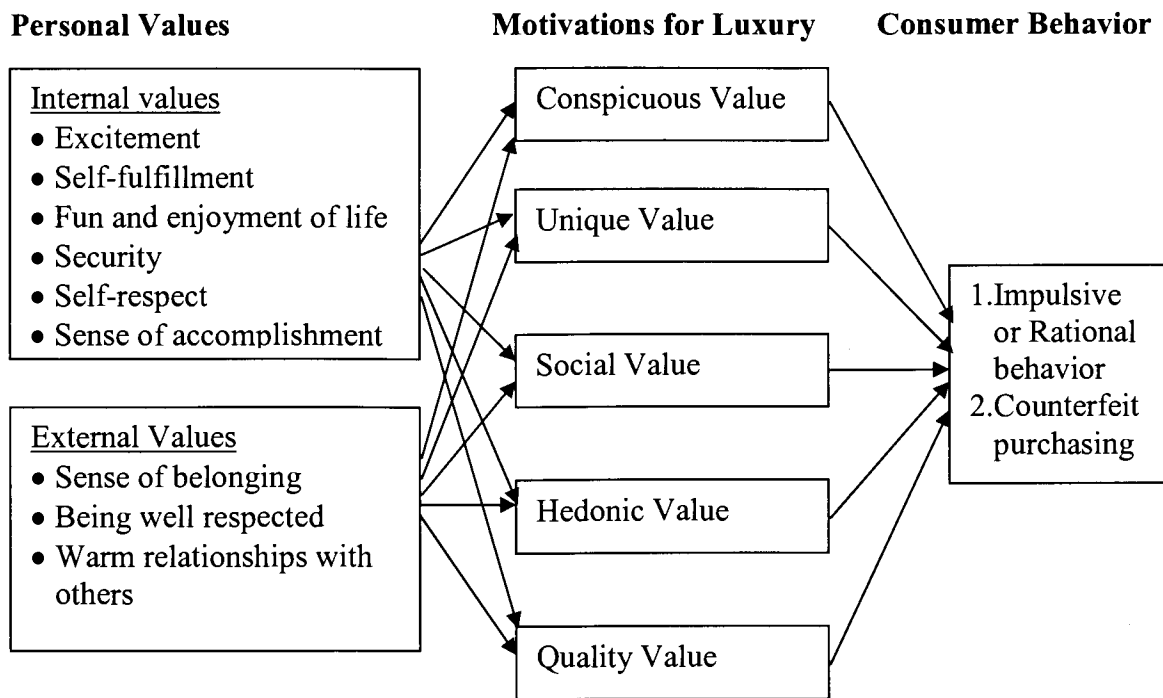 Personal Values
Motivations for Luxury
Consumer Behavior
Internal values
• Excitement
• Self-fulfillment
• Fun and enjoyment of life
• Security
• Self-respect
• Sense of accomplishment
External Values
• Sense of belonging
• Being well respected
• Warm relationships with
others
Conspicuous Value
Unique Value
Social Value
Hedonic Value
Quality Value
1.Impulsive
or Rational
behavior
2.Counterfeit
purchasing